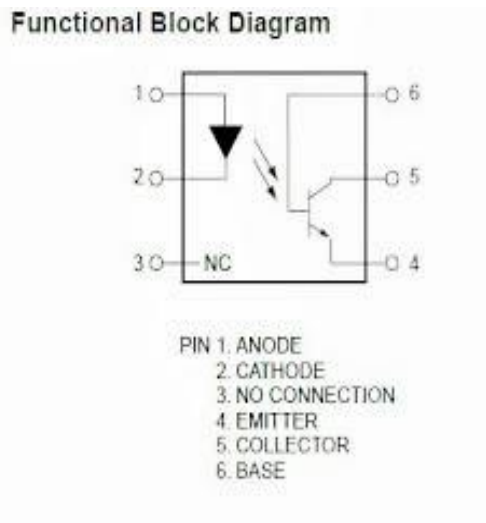 Functional Block Diagram
1 6
2 5
3 NC 4
PIN 1. ANODE
2. CATHODE
3. NO CONNECTION
4. EMITTER
5. COLLECTOR
6. BASE